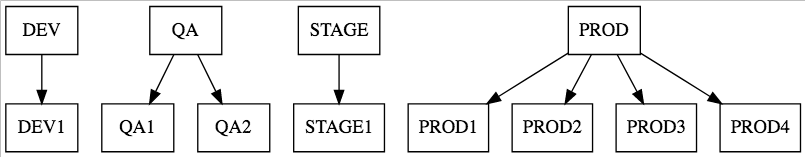 DEV
QA
STAGE
PROD
DEV1
QA1
QA2
STAGE1
PROD1
PROD2
PROD3
PROD4